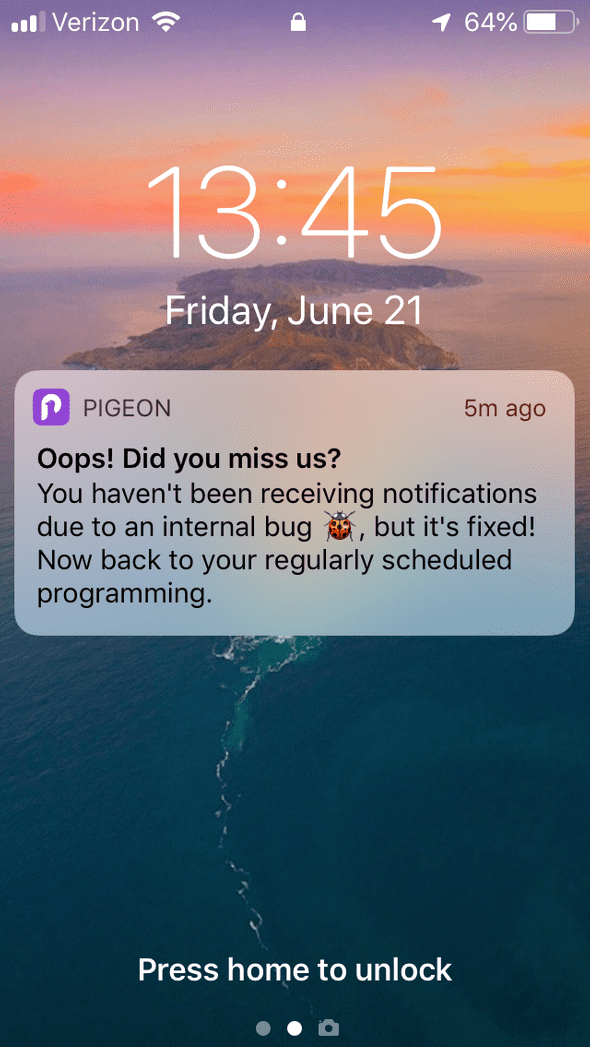 Verizon 64%
13:45
Friday, June 21
PIGEON 5m ago
Oops! Did you miss us?
You haven't been receiving notifications
due to an internal bug 🐞, but it's fixed!
Now back to your regularly scheduled
programming.
Press home to unlock